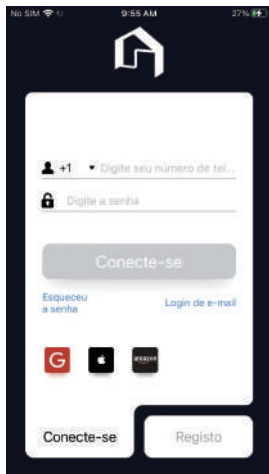 No SIM 9:55 AM 27%
+1 Digite seu número de tel...
Digite a senha
Conecte-se
Esqueceu
a senha
Login de e-mail
G amazon
Conecte-se Registo